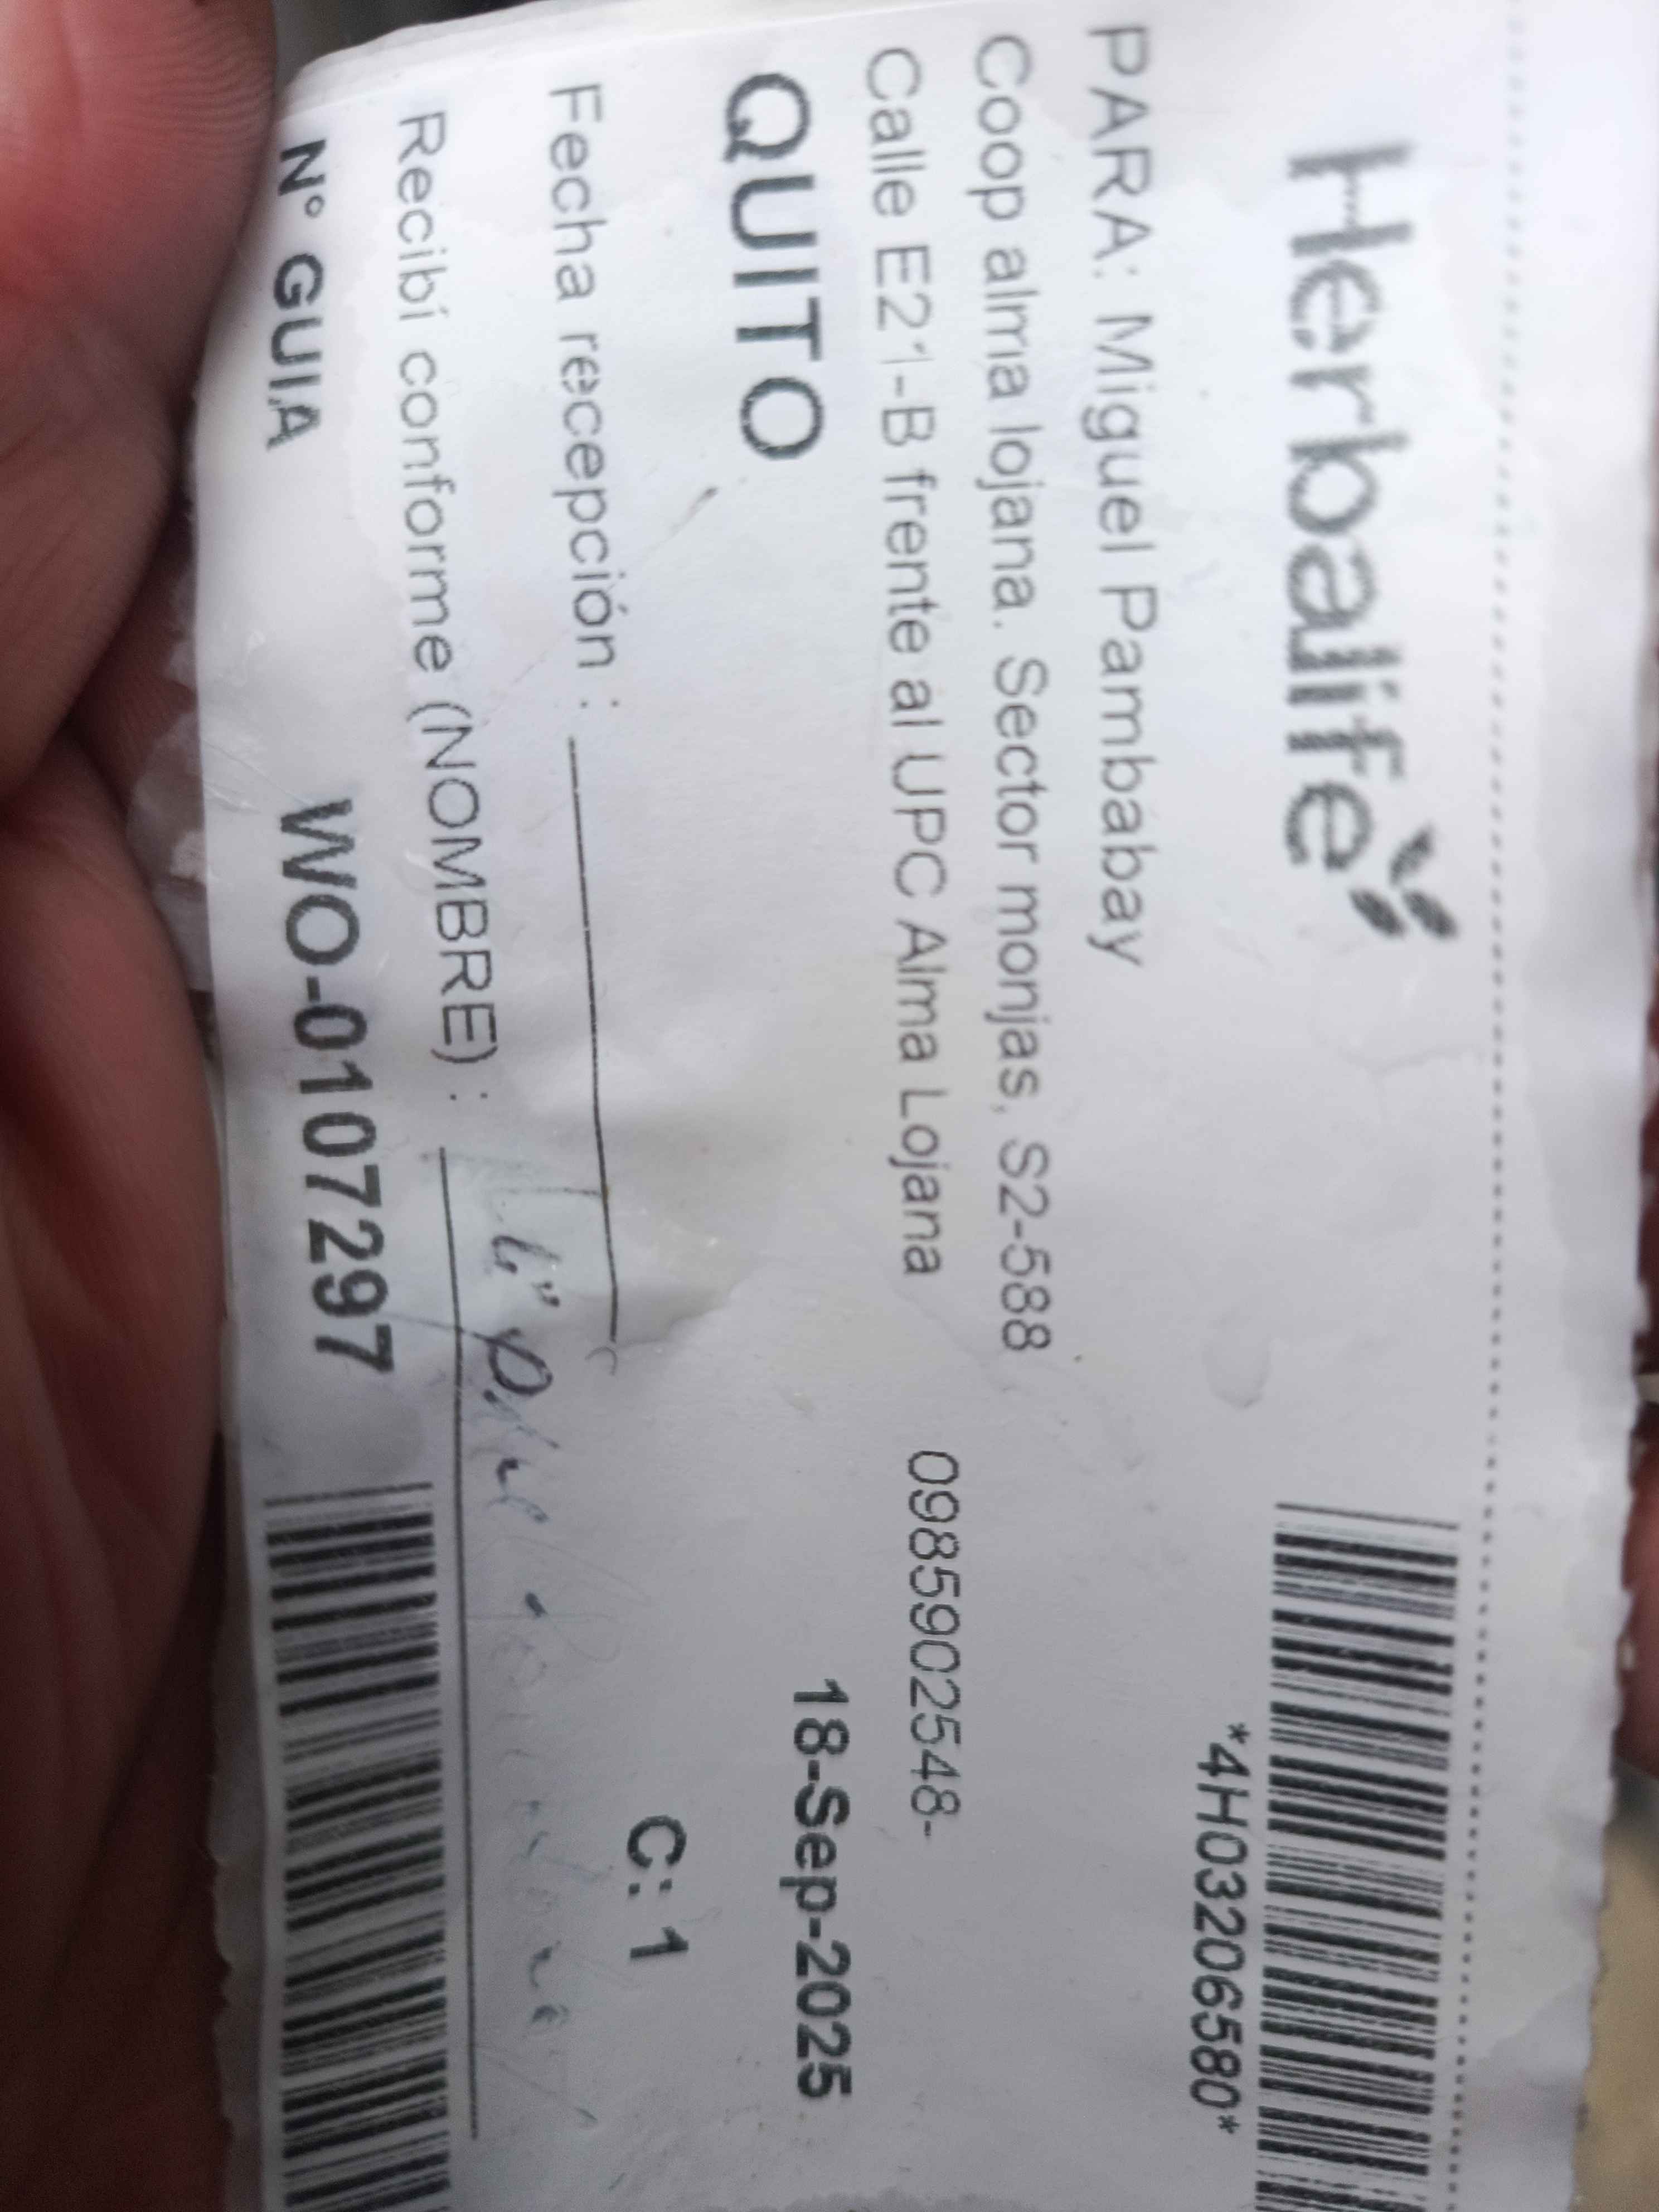 Herbalife
*4H03206580*
PARA: Miguel Pambabay
Coop alma lojana. Sector monjas, S2-588
Calle E21-B frente al UPC Alma Lojana 0985902548-
QUITO 18-Sep-2025
C: 1
Fecha recepción :
Recibí conforme (NOMBRE) :
N° GUIA WO-0107297